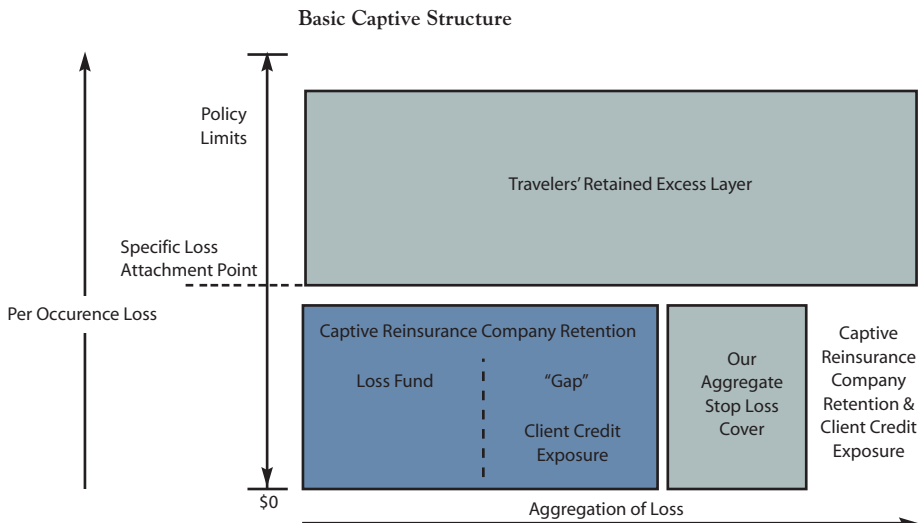 Basic Captive Structure
Policy
Limits
Travelers’ Retained Excess Layer
Specific Loss
Attachment Point
Per Occurence Loss
Captive Reinsurance Company Retention
Loss Fund
“Gap”
Client Credit
Exposure
Our
Aggregate
Stop Loss
Cover
Captive
Reinsurance
Company
Retention &
Client Credit
Exposure
$0
Aggregation of Loss